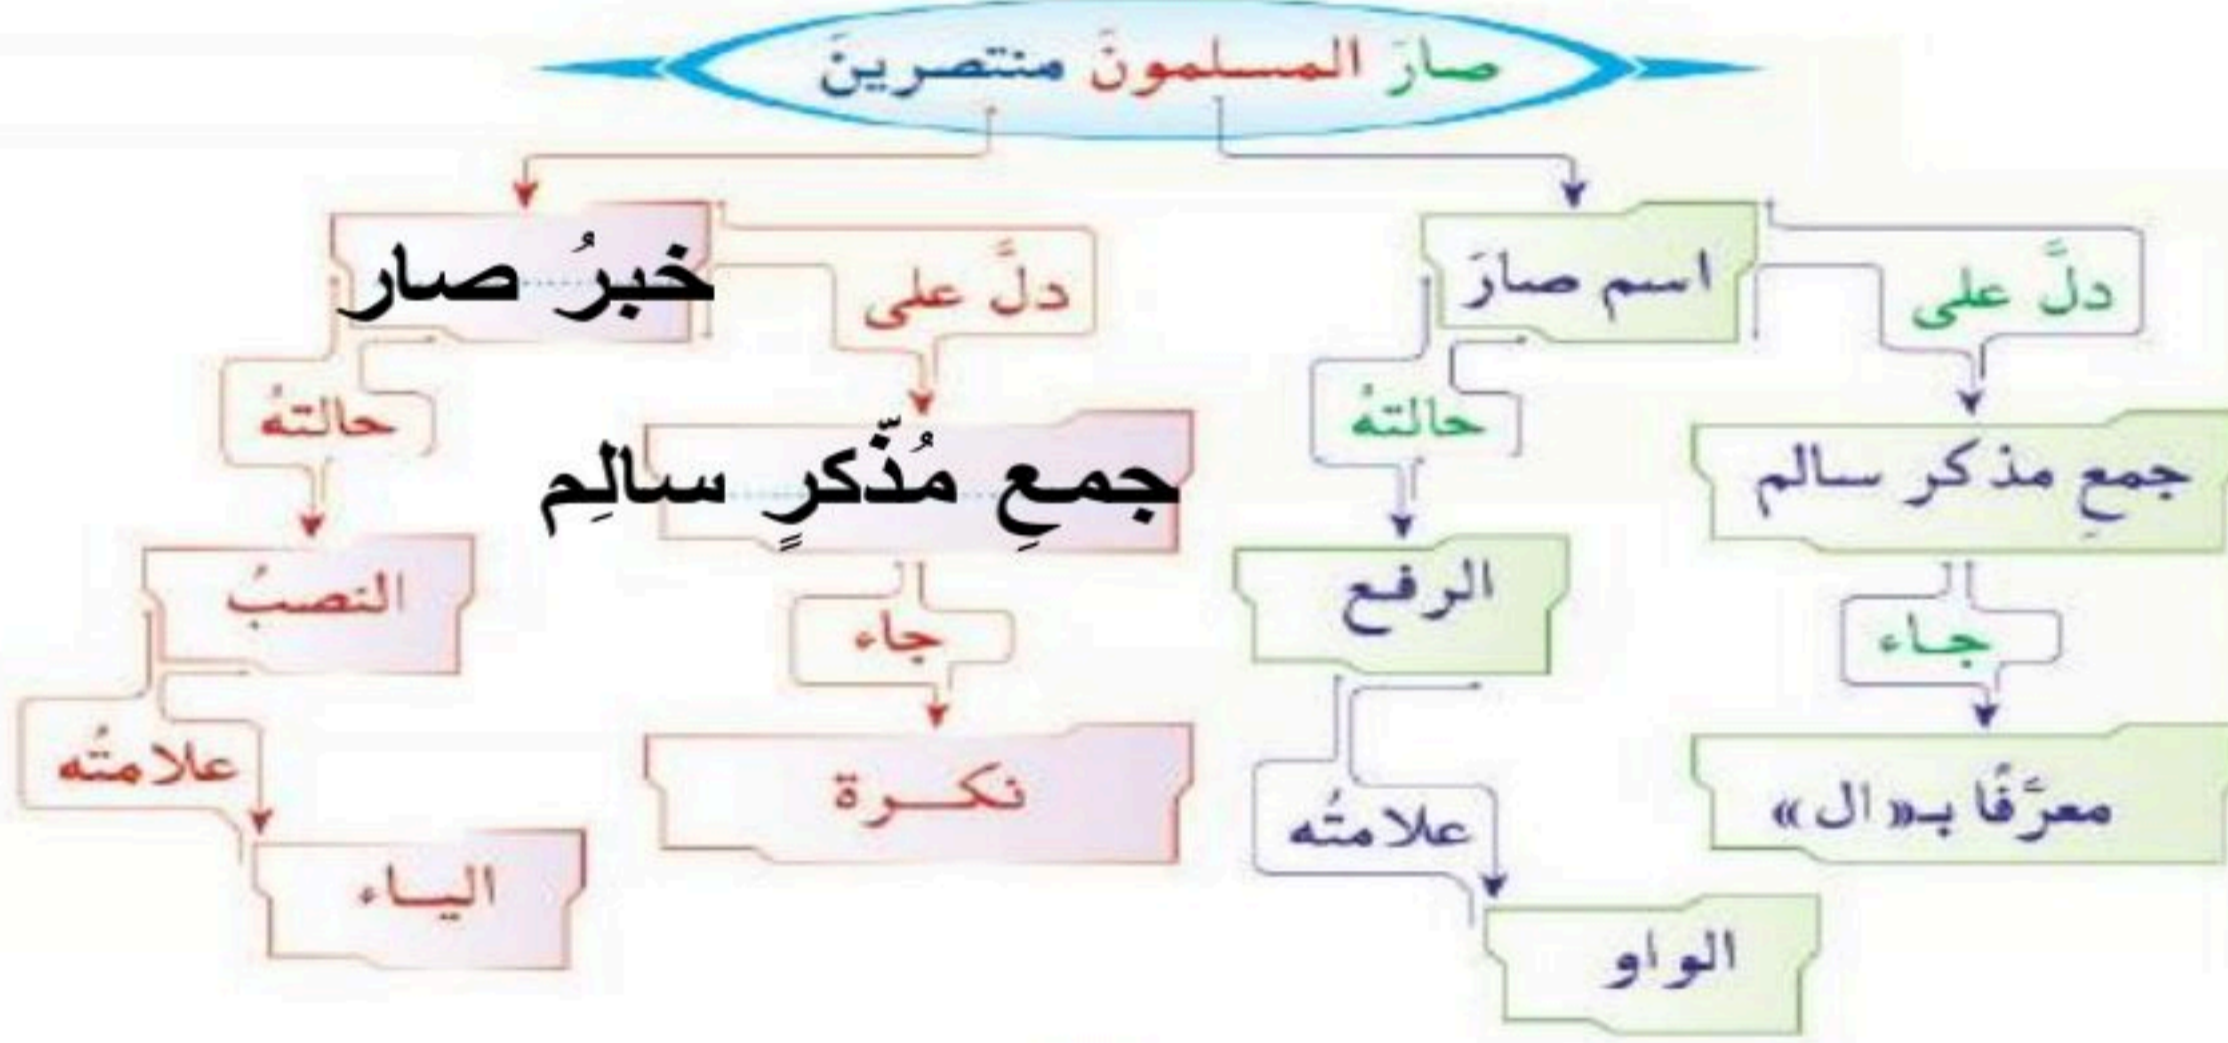 صارَ المسلمونَ منتصرينَ
اسم صارَ
دلَّ على
حالتهُ
جمعِ مذكر سالم
الرفع
جاء
معرَّفًا بـ«ال»
علامتُه
الواو
خبرُ صار
دلَّ على
حالتهُ
جمعِ مُذّكرٍ سالِم
النصبُ
جاء
نكـرة
علامتُه
اليـاء